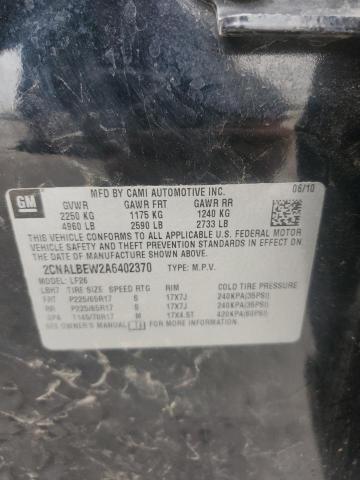 GM
MFD BY CAMI AUTOMOTIVE INC. 06/10
GVWR GAWR FRT GAWR RR
2250 KG 1175 KG 1240 KG
4960 LB 2590 LB 2733 LB
THIS VEHICLE CONFORMS TO ALL APPLICABLE U.S. FEDERAL MOTOR
VEHICLE SAFETY AND THEFT PREVENTION STANDARDS IN EFFECT ON
THE DATE OF MANUFACTURE SHOWN ABOVE.
2CNALBEW2A6402370 TYPE: M.P.V.
MODEL: LF26
TIRE SIZE SPEED RTG RIM COLD TIRE PRESSURE
FRT P225/65R17 S 17X7J 240KPA(35PSI)
RR P225/65R17 S 17X7J 240KPA(35PSI)
SPA T145/70R17 M 17X4.5T 420KPA(60PSI)
SEE OWNER'S MANUAL FOR MORE INFORMATION